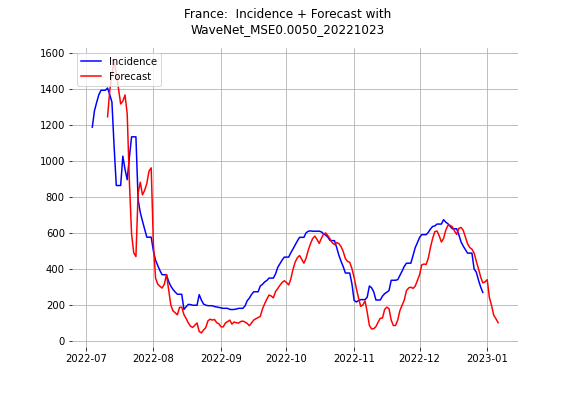 France:  Incidence + Forecast with
WaveNet_MSE0.0050_20221023
Incidence
Forecast
1600
1400
1200
1000
800
600
400
200
0
2022-07 2022-08 2022-09 2022-10 2022-11 2022-12 2023-01